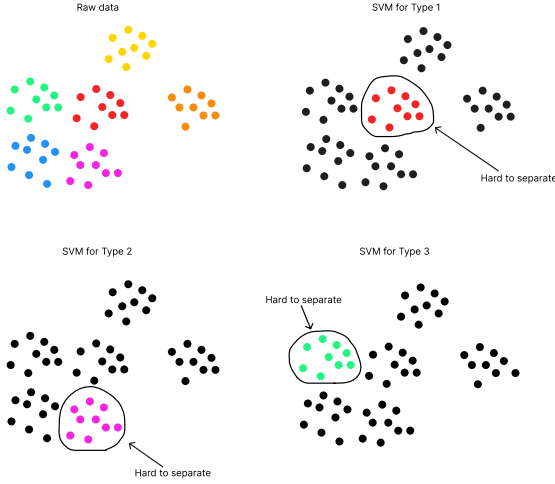 Raw data
SVM for Type 1
Hard to separate
SVM for Type 2
SVM for Type 3
Hard to separate
Hard to separate